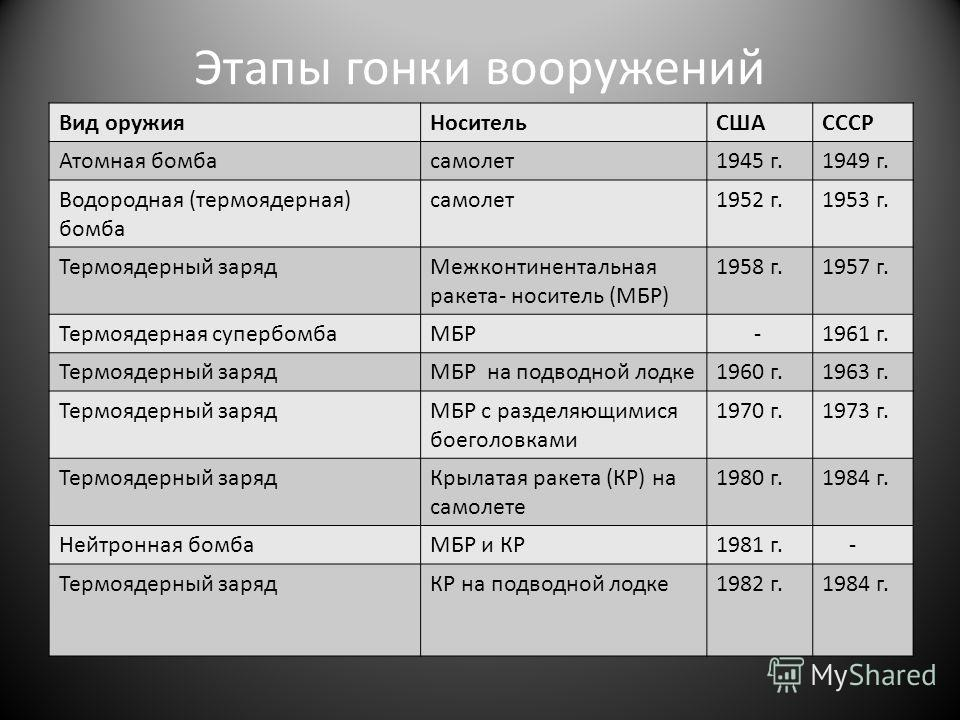 Этапы гонки вооружений
Вид оружия Носитель США СССР
Атомная бомба самолет 1945 г. 1949 г.
Водородная (термоядерная) самолет 1952 г. 1953 г.
бомба
Термоядерный заряд Межконтинентальная 1958 г. 1957 г.
ракета- носитель (МБР)
Термоядерная супербомба МБР - 1961 г.
Термоядерный заряд МБР на подводной лодке 1960 г. 1963 г.
Термоядерный заряд МБР с разделяющимися 1970 г. 1973 г.
боеголовками
Термоядерный заряд Крылатая ракета (КР) на 1980 г. 1984 г.
самолете
Нейтронная бомба МБР и КР 1981 г. -
Термоядерный заряд КР на подводной лодке 1982 г. 1984 г.
MyShared